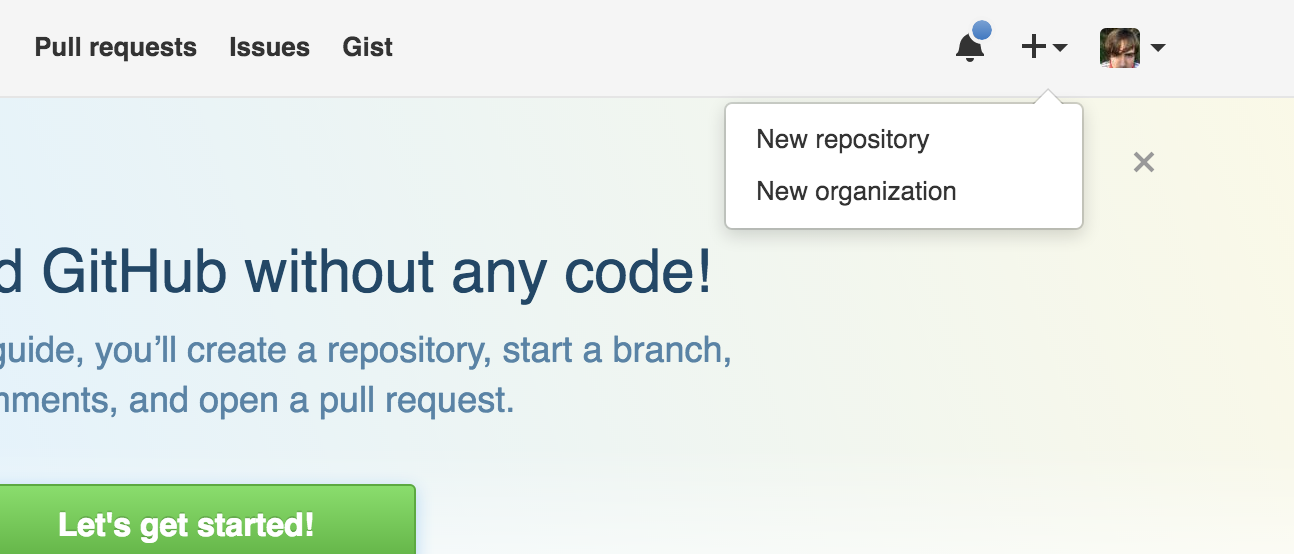 Pull requests Issues Gist
New repository
New organization
d GitHub without any code!
guide, you’ll create a repository, start a branch,
nments, and open a pull request.
Let's get started!